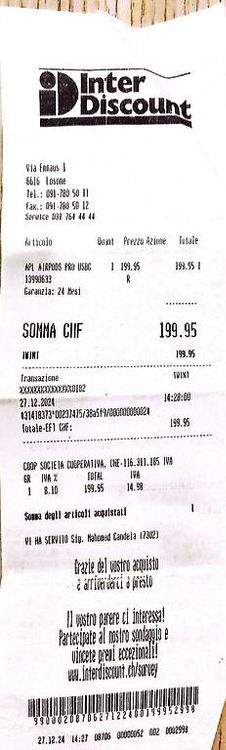 iD Inter
Discount
Via Emmaus 1
6616 Losone
Tel.: 091-780 50 11
Fax.: 091-780 50 12
Service 031 764 44 44
Articolo Quant Prezzo Azione Totale
APL AIRPODS PRO USBC 1 199.95 199.95 1
13990633 R
Garanzia: 24 Mesi
SOMMA CHF 199.95
TWINT 199.95
Transazione TWINT
27.12.2024 14:28:00
Totale-EFT CHF: 199.95
COOP SOCIETA COOPERATIVA, CHE-116.311.185 IVA
GR IVA % TOTAL IVA
1 8.10 199.95 14.98
Somma degli articoli acquistati 1
VI HA SERVITO Sig. Mahomed Candela (7302)
Grazie del vostro acquisto
e arrivederci a presto
Il vostro parere ci interessa!
Partecipate al nostro sondaggio e
vincete premi eccezionali!
www.interdiscount.ch/survey
27.12.24 14:27 08706 00000052 002 0002998